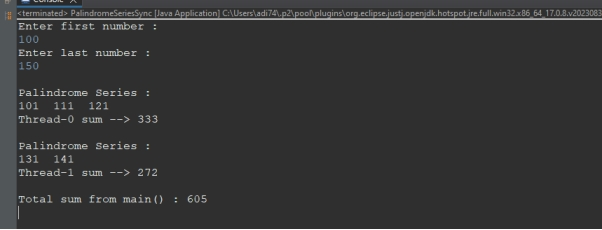 Console
<terminated> PalindromeSeriesSync [Java Application] C:\Users\adi74\.p2\pool\plugins\org.eclipse.justj.openjdk.hotspot.jre.full.win32.x86_64_17.0.8.v2023083
Enter first number :
100
Enter last number :
150
Palindrome Series :
101 111 121
Thread-0 sum --> 333
Palindrome Series :
131 141
Thread-1 sum --> 272
Total sum from main() : 605